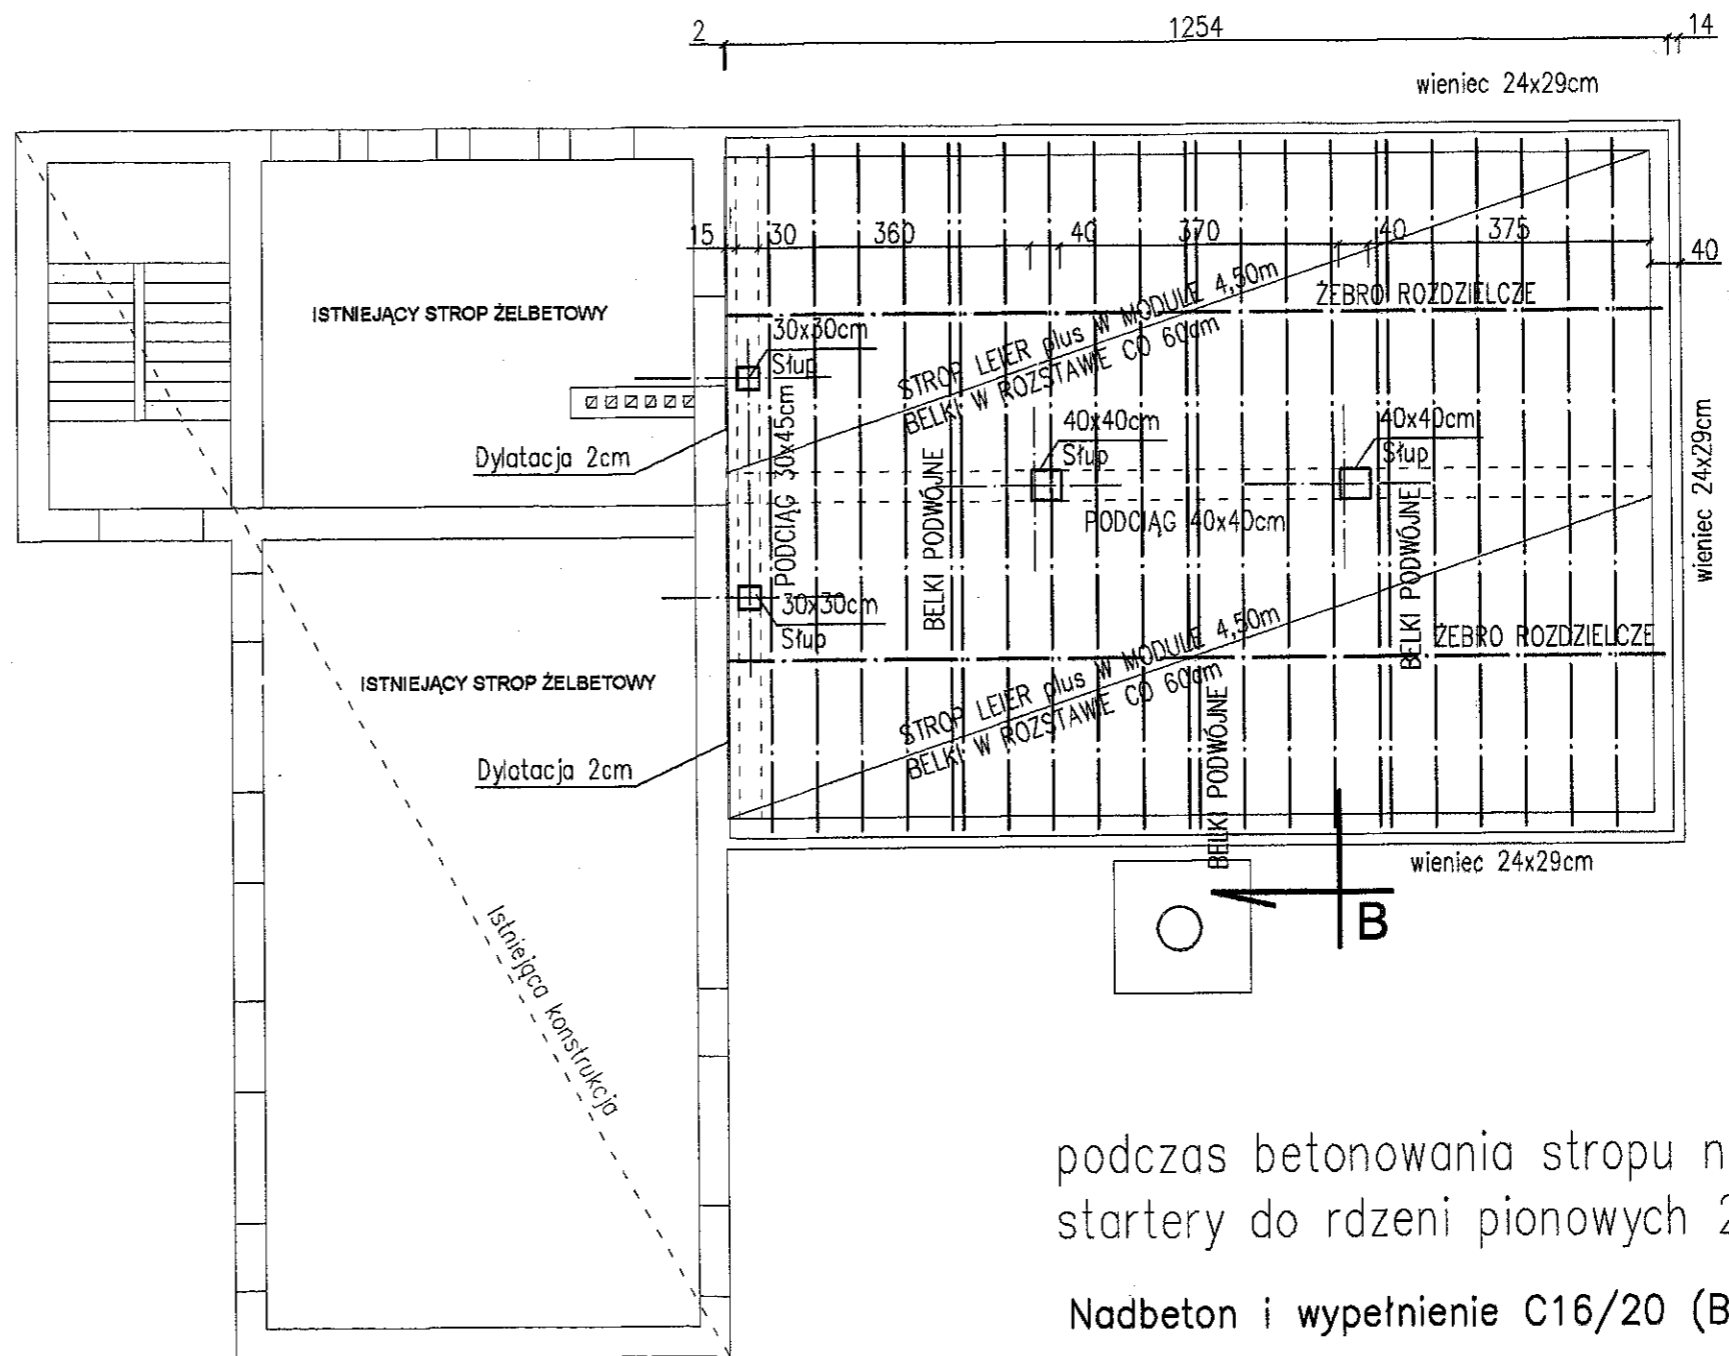 2 1254 14
wieniec 24x29cm
15 30 360 40 370 40 375
40
ISTNIEJĄCY STROP ŻELBETOWY
ŻEBRO ROZDZIELCZE
STROP LEIER plus W MODULE 4,50m
BELKI W ROZSTAWIE CO 60cm
30x30cm
Słup
PODCIĄG 30x45cm
40x40cm
Słup
40x40cm
Słup
Dylatacja 2cm
BELKI PODWÓJNE
PODCIĄG 40x40cm
BELKI PODWÓJNE
wieniec 24x29cm
30x30cm
Słup
ŻEBRO ROZDZIELCZE
ISTNIEJĄCY STROP ŻELBETOWY
STROP LEIER plus W MODULE 4,50m
BELKI W ROZSTAWIE CO 60cm
BELKI PODWÓJNE
Dylatacja 2cm
wieniec 24x29cm
B
Istniejąca konstrukcja
podczas betonowania stropu n
startery do rdzeni pionowych 2
Nadbeton i wypełnienie C16/20 (B